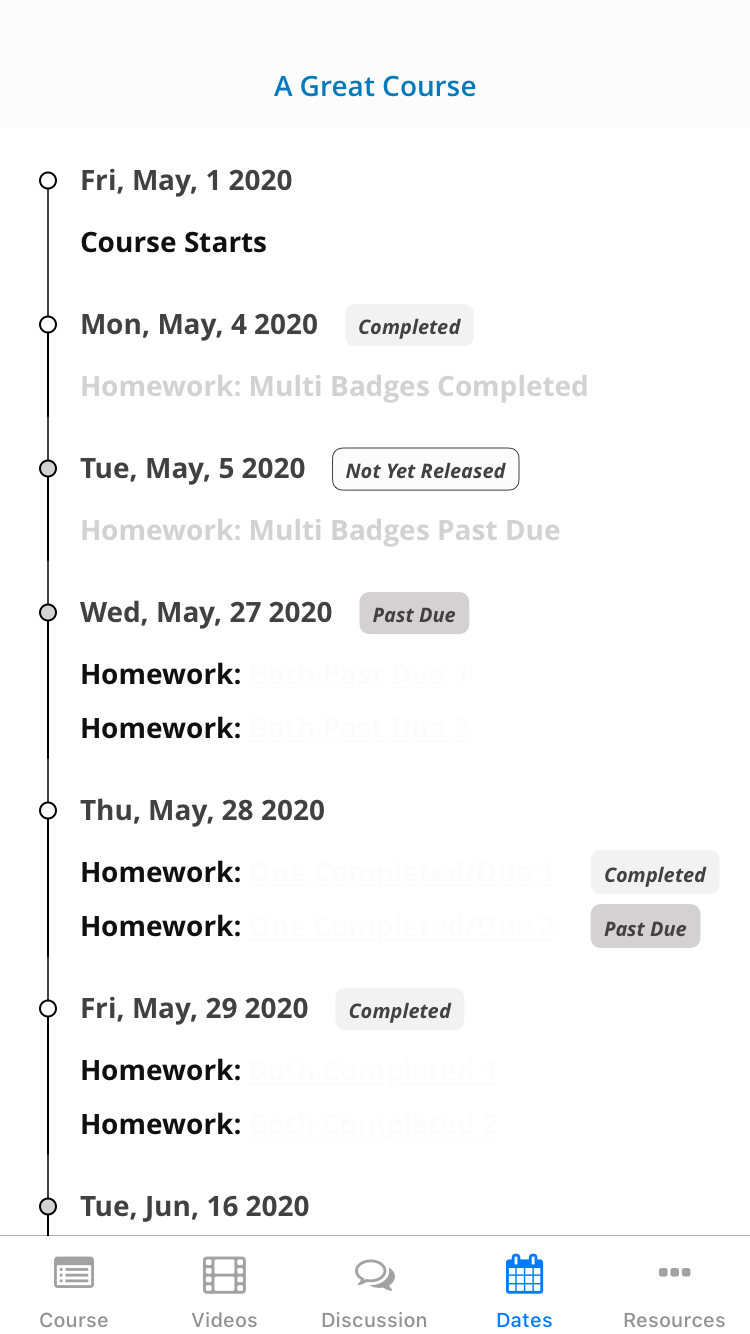 A Great Course
Fri, May, 1 2020
Course Starts
Mon, May, 4 2020 Completed
Homework: Multi Badges Completed
Tue, May, 5 2020 Not Yet Released
Homework: Multi Badges Past Due
Wed, May, 27 2020 Past Due
Homework: Both Past Due 1
Homework: Both Past Due 2
Thu, May, 28 2020
Homework: One Completed/Due 1 Completed
Homework: One Completed/Due 2 Past Due
Fri, May, 29 2020 Completed
Homework: Both Completed 1
Homework: Both Completed 2
Tue, Jun, 16 2020
Course Videos Discussion Dates Resources